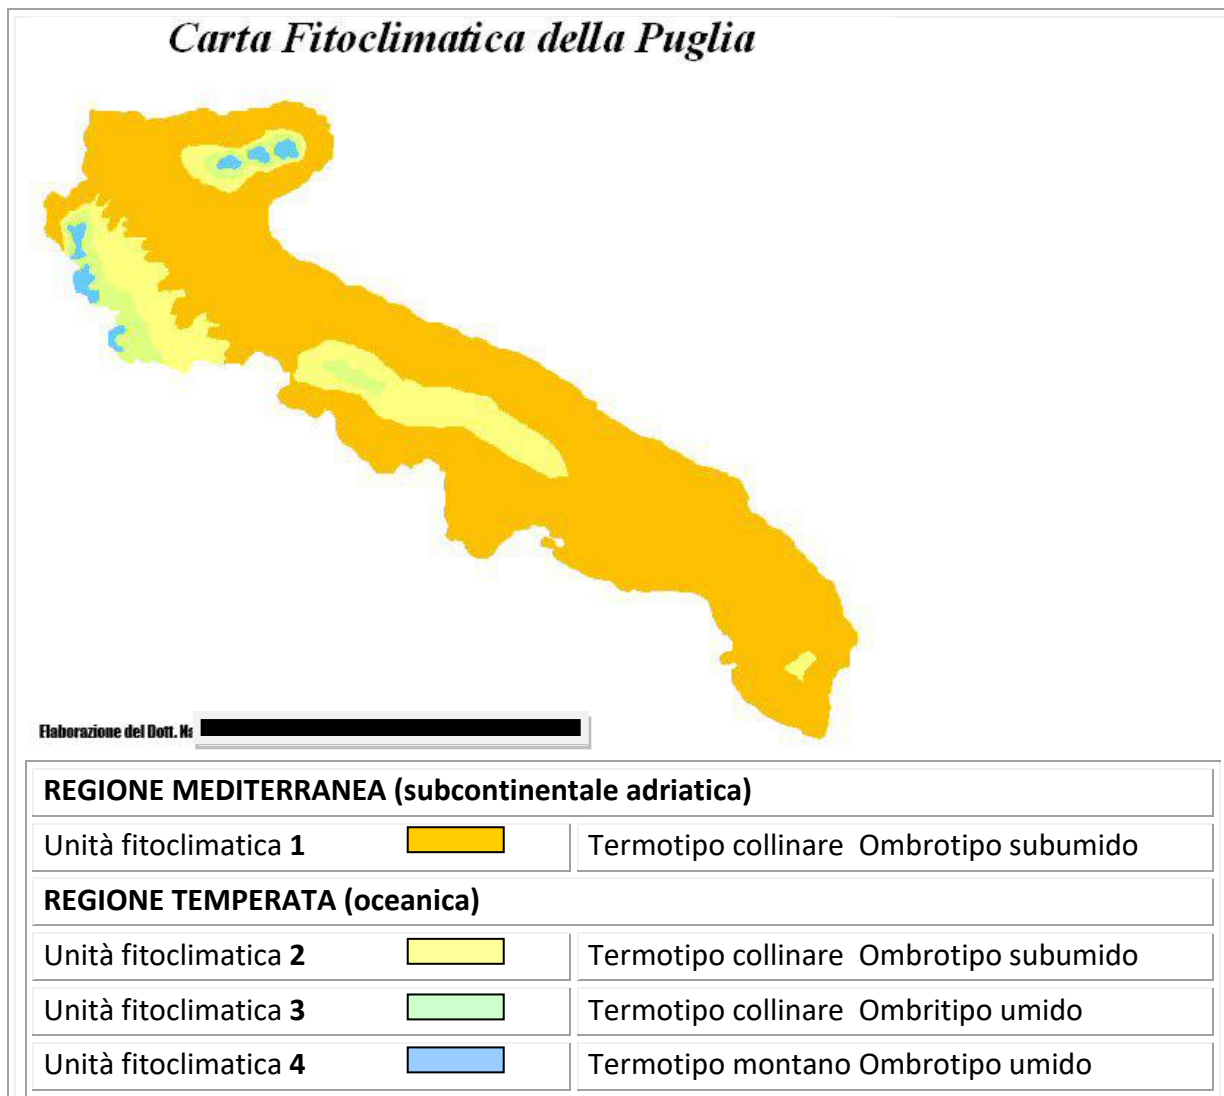 Carta Fitoclimatica della Puglia
Elaborazione del Dott.
REGIONE MEDITERRANEA (subcontinentale adriatica)
Unità fitoclimatica 1 Termotipo collinare Ombrotipo subumido
REGIONE TEMPERATA (oceanica)
Unità fitoclimatica 2 Termotipo collinare Ombrotipo subumido
Unità fitoclimatica 3 Termotipo collinare Ombritipo umido
Unità fitoclimatica 4 Termotipo montano Ombrotipo umido